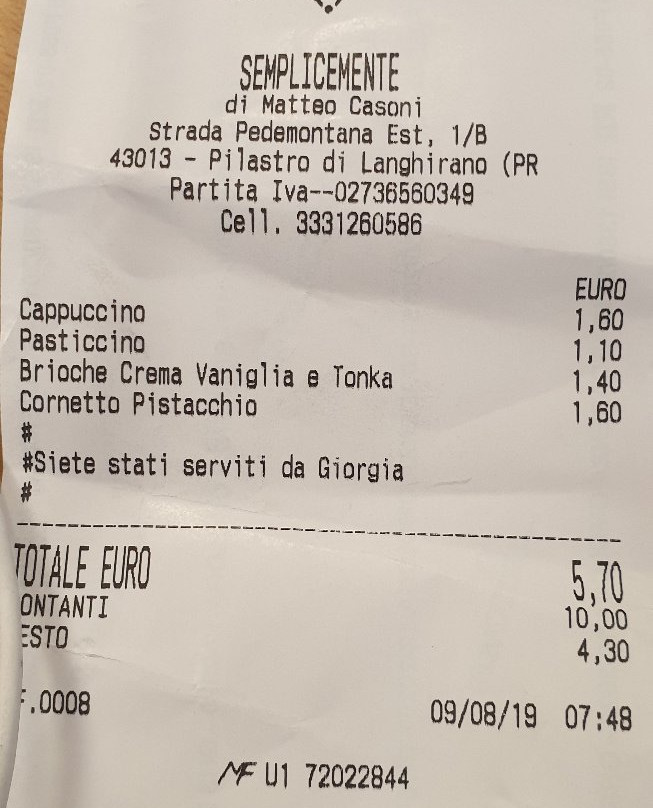 SEMPLICEMENTE
di Matteo Casoni
Strada Pedemontana Est, 1/B
43013 - Pilastro di Langhirano (PR
Partita Iva--02736560349
Cell. 3331260586
EURO
Cappuccino 1,60
Pasticcino 1,10
Brioche Crema Vaniglia e Tonka 1,40
Cornetto Pistacchio 1,60
#
#Siete stati serviti da Giorgia
#
TOTALE EURO 5,70
ONTANTI 10,00
ESTO 4,30
F.0008 09/08/19 07:48
MF U1 72022844